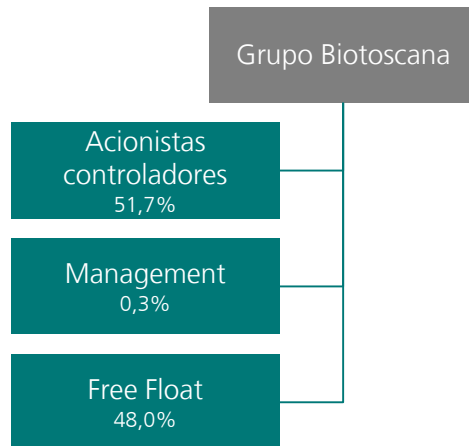 Grupo Biotoscana
Acionistas
controladores
51,7%
Management
0,3%
Free Float
48,0%